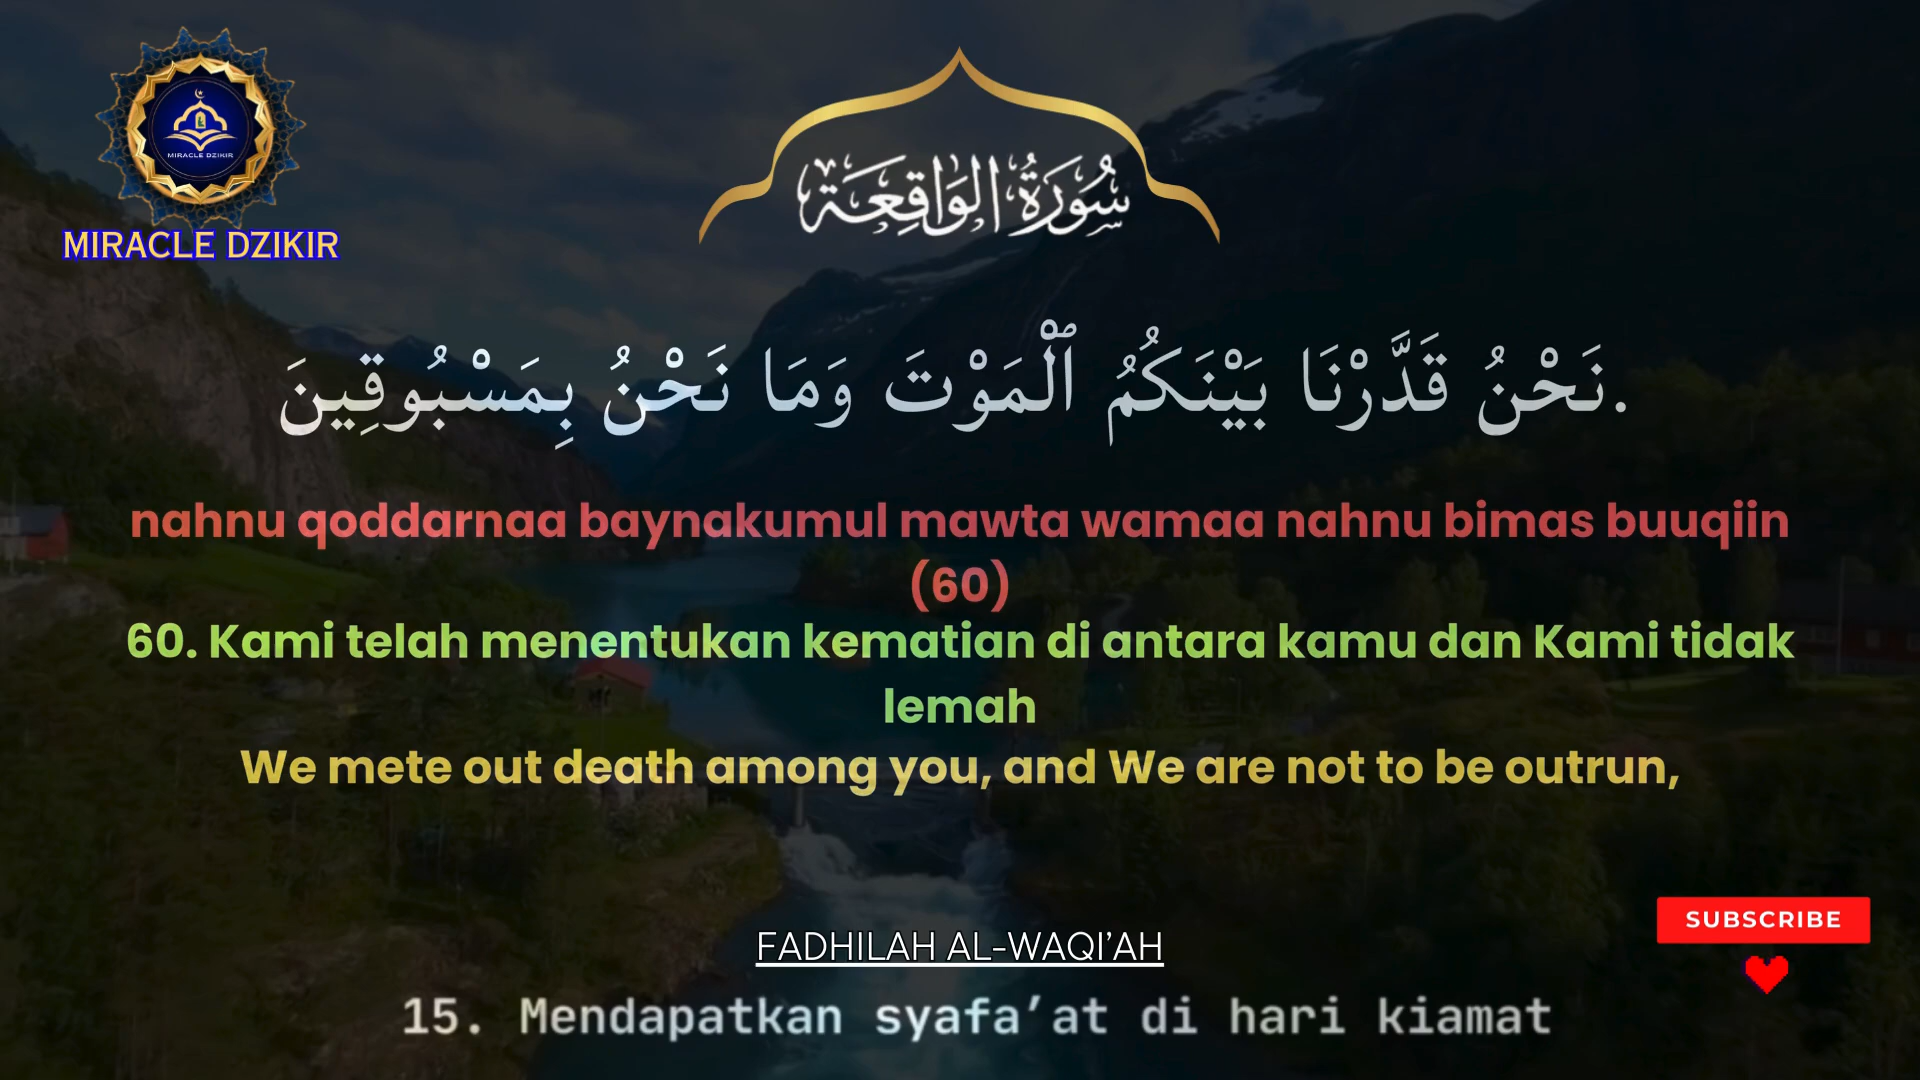 MIRACLE DZIKIR
MIRACLE DZIKIR
سُورَةُ الوَاقِعَة
نَحْنُ قَدَّرْنَا بَيْنَكُمُ ٱلْمَوْتَ وَمَا نَحْنُ بِمَسْبُوقِينَ.
nahnu qoddarnaa baynakumul mawta wamaa nahnu bimas buuqiin
(60)
60. Kami telah menentukan kematian di antara kamu dan Kami tidak
lemah
We mete out death among you, and We are not to be outrun,
SUBSCRIBE
FADHILAH AL-WAQI’AH
15. Mendapatkan syafa’at di hari kiamat